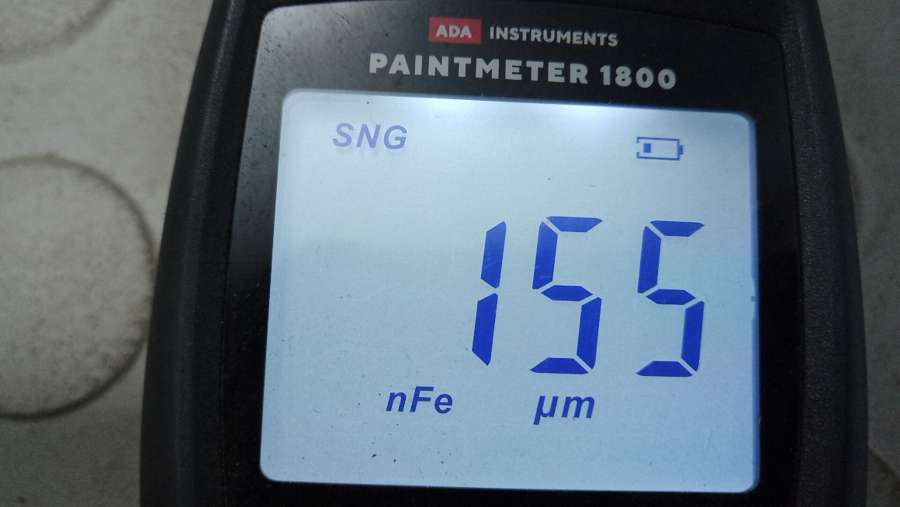 ADA INSTRUMENTS
PAINTMETER 1800
SNG
155
nFe µm